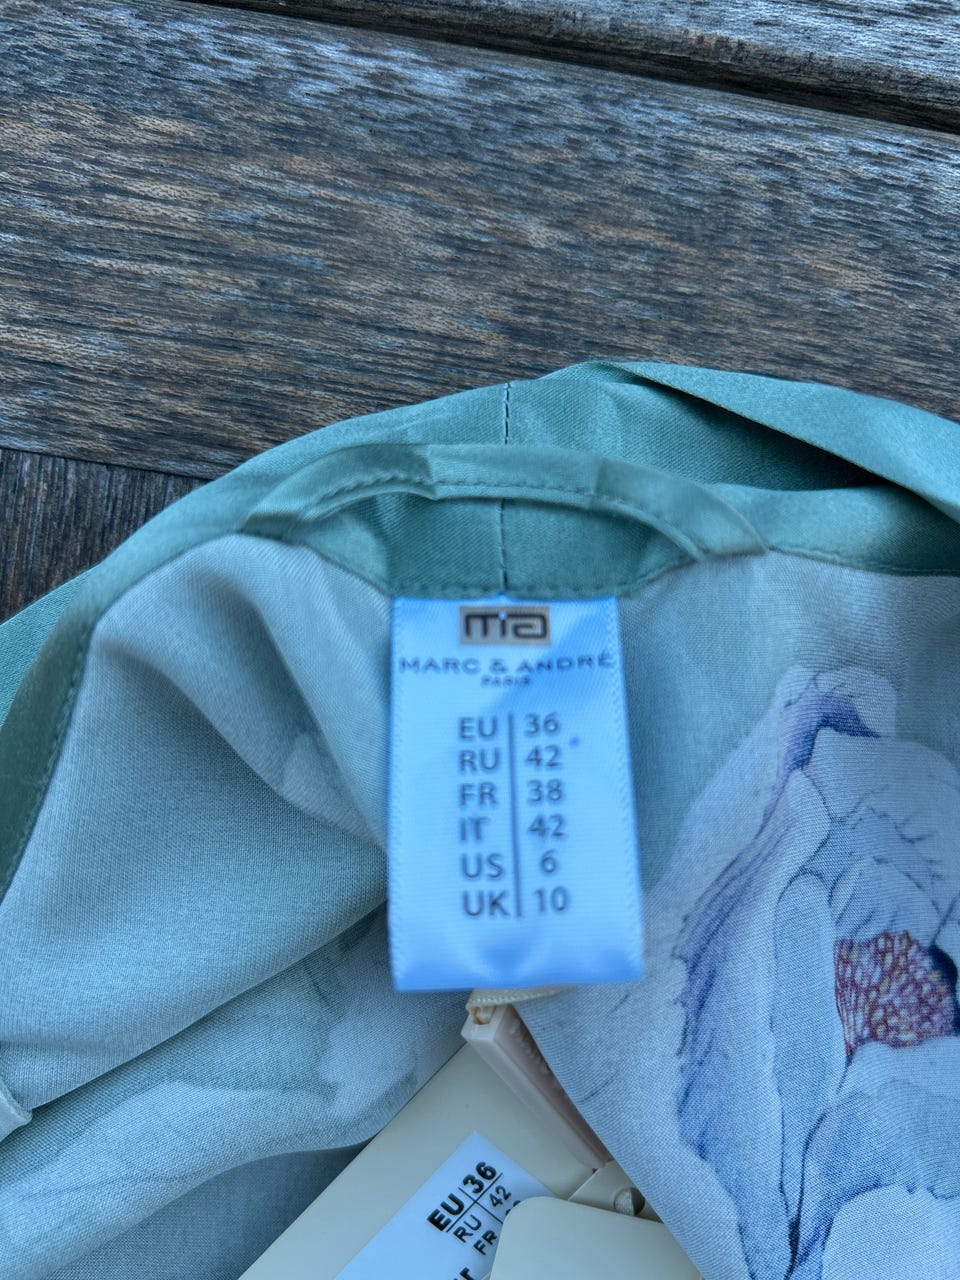 mia
MARC & ANDRÉ
PARIS
EU 36
RU 42
FR 38
IT 42
US 6
UK 10
EU 36
RU 42
FR